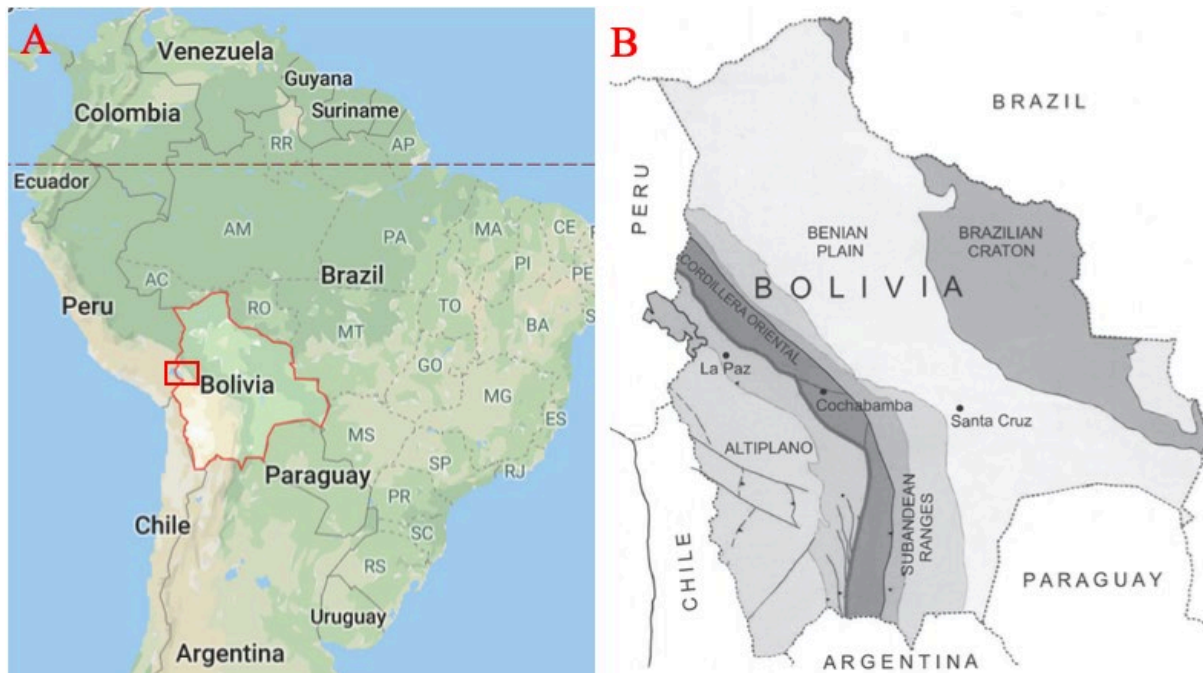 A
Venezuela
Guyana
Suriname
Colombia
RR
AP
Ecuador
AM
PA
MA
CE
PI
PE
Brazil
AC
TO
Peru
RO
BA
MT
GO
Bolivia
MG
MS
ES
SP
RJ
Paraguay
PR
Chile
SC
RS
Uruguay
Argentina
B
BRAZIL
PERU
BENIAN
PLAIN
BRAZILIAN
CRATON
BOLIVIA
CORDILLERA ORIENTAL
La Paz
Cochabamba
Santa Cruz
ALTIPLANO
SUBANDEAN
RANGES
CHILE
PARAGUAY
ARGENTINA